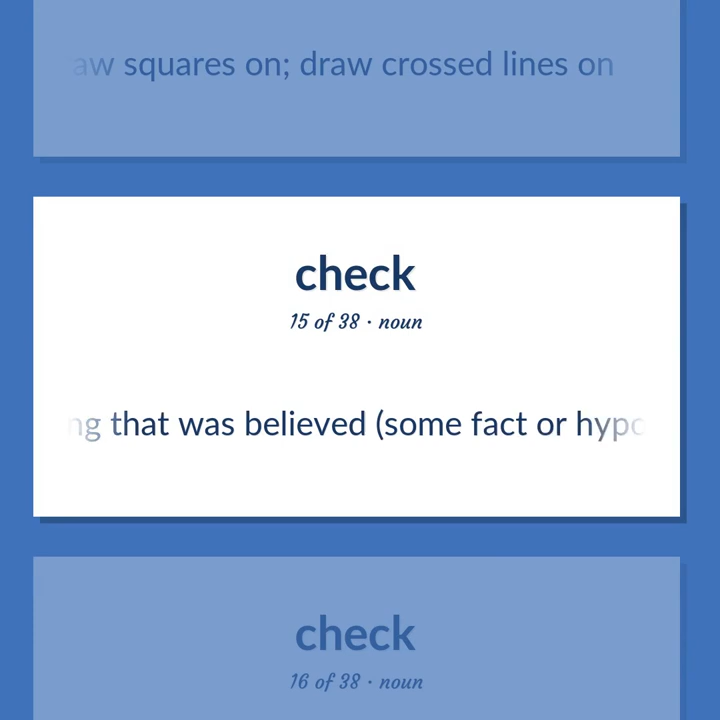 squares on; draw crossed lines on
check
15 of 38 · noun
that was believed (some fact or
check
16 of 38 · noun